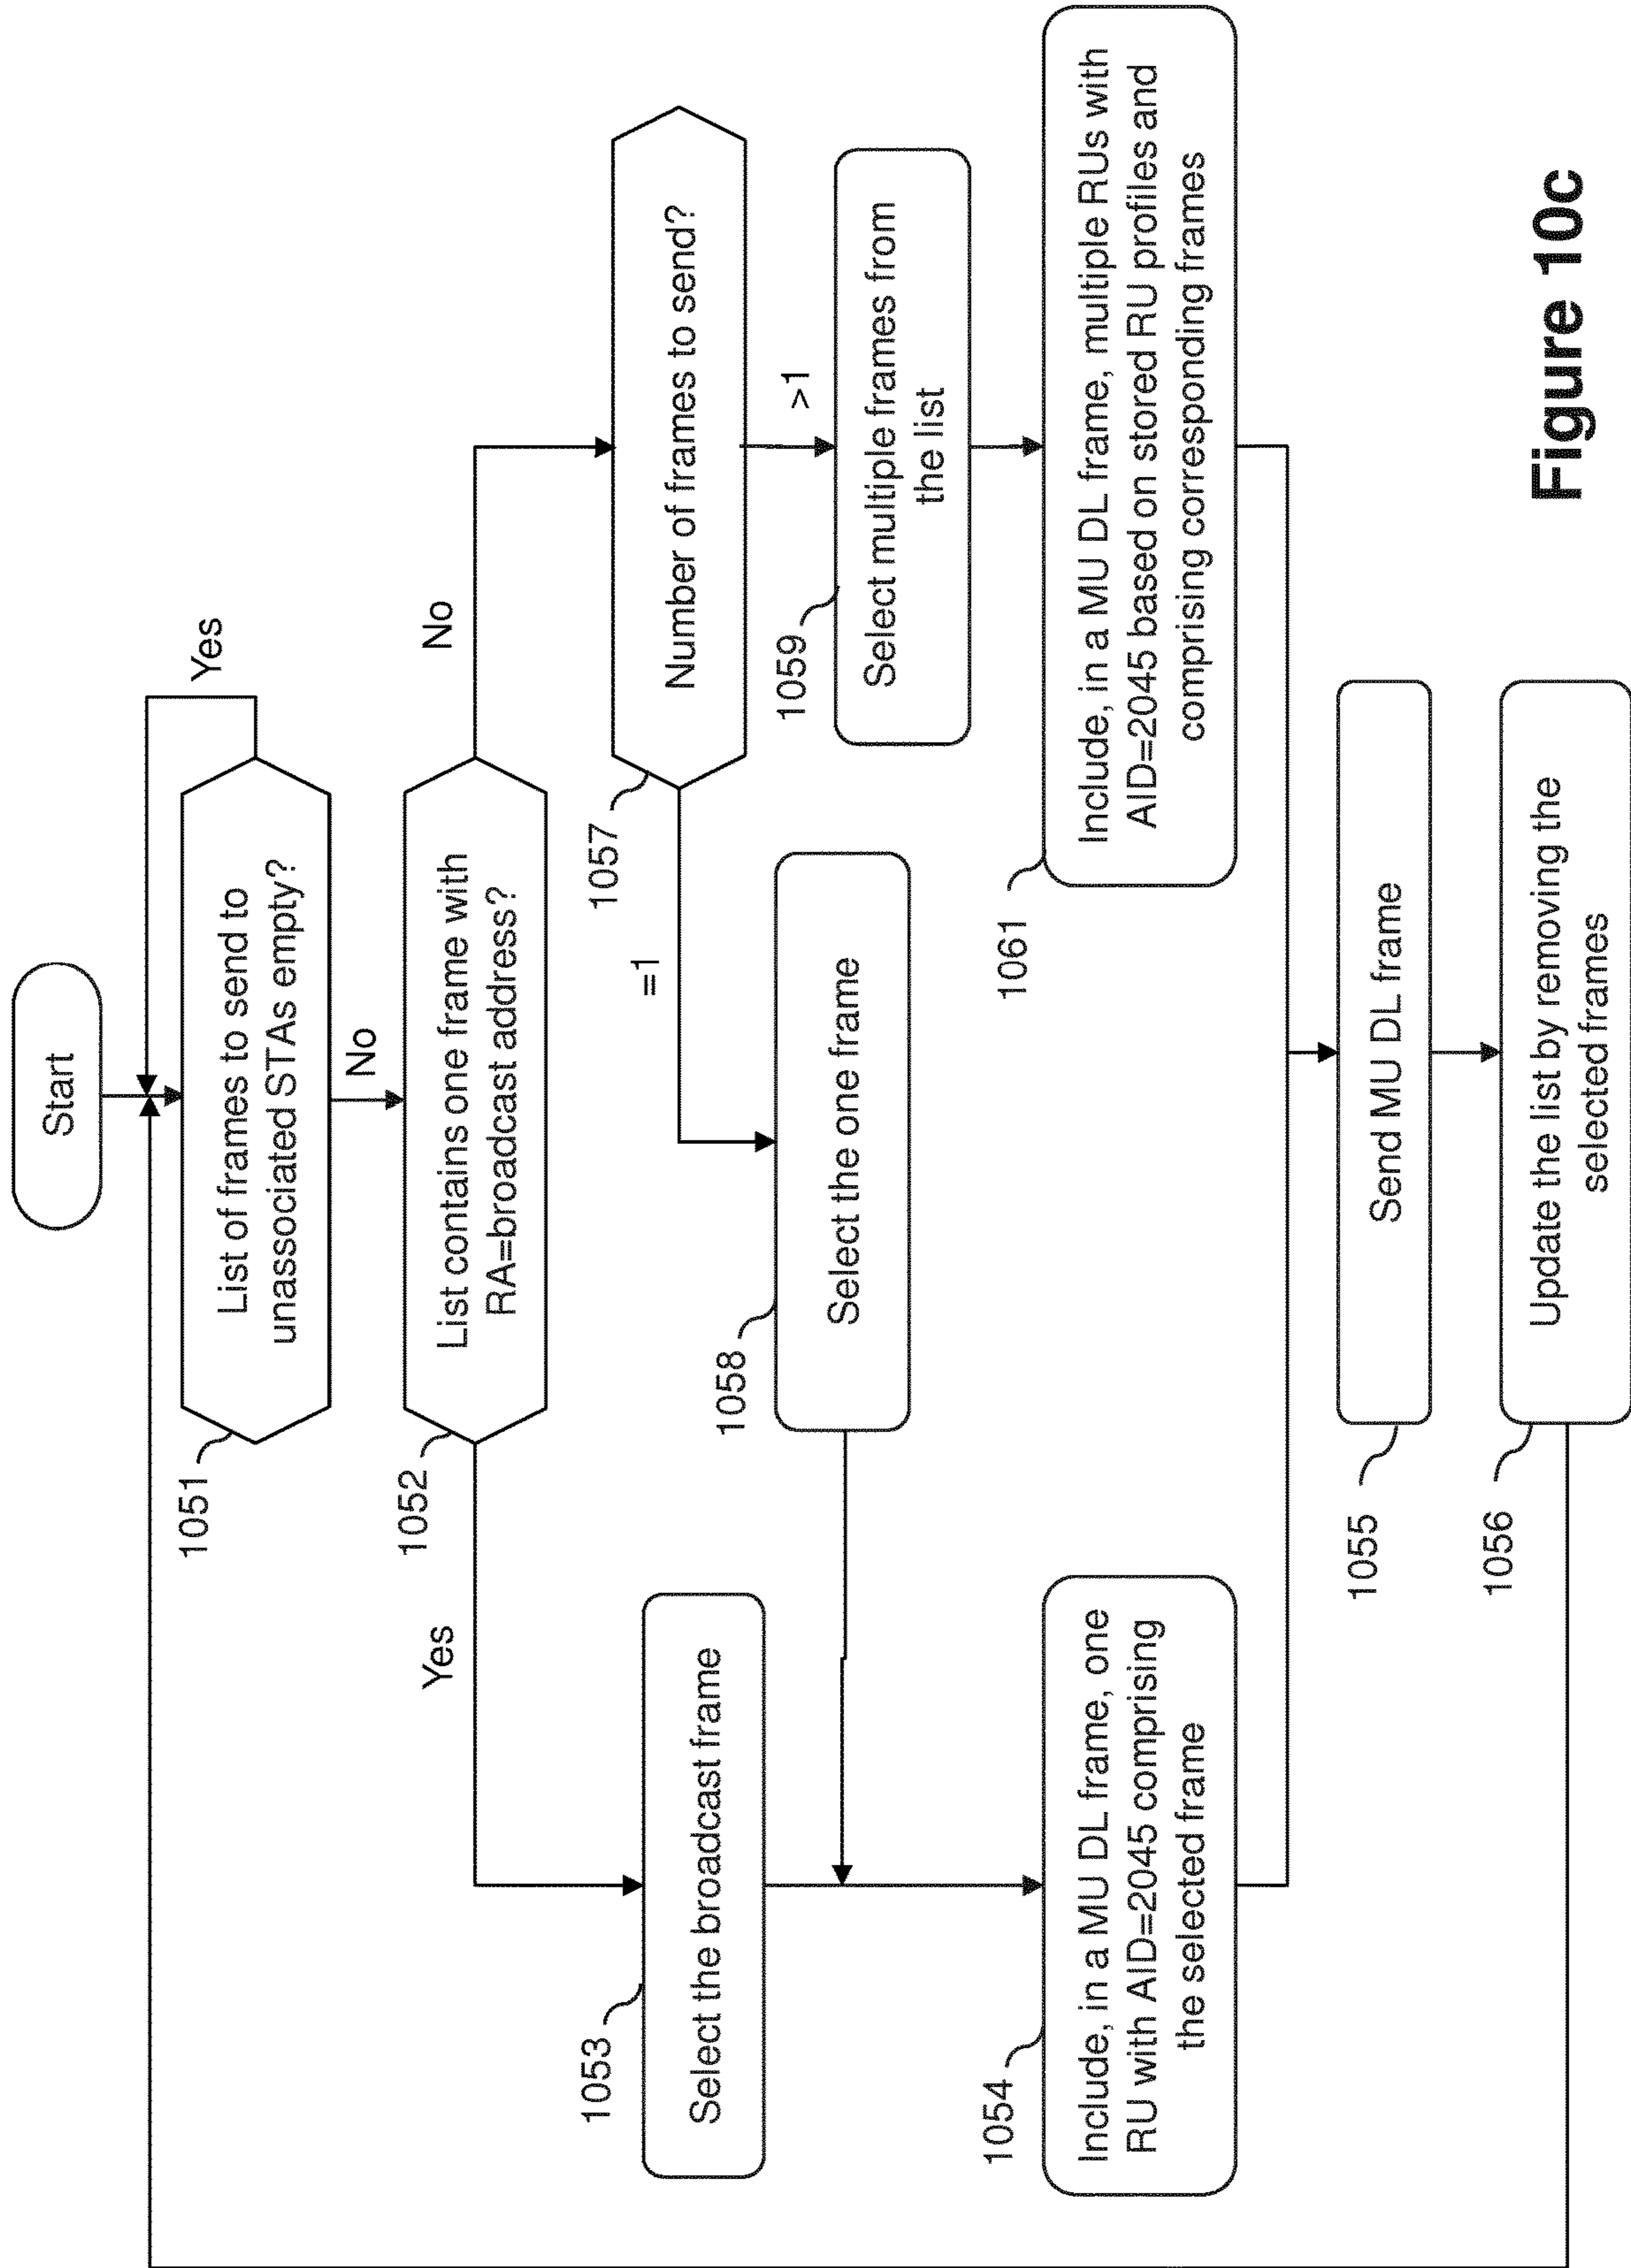 Start
1051
List of frames to send to
unassociated STAs empty?
Yes
No
1052
List contains one frame with
RA=broadcast address?
Yes
No
1053
Select the broadcast frame
1057
Number of frames to send?
=1
>1
1058
Select the one frame
1059
Select multiple frames from
the list
1054
Include, in a MU DL frame, one
RU with AID=2045 comprising
the selected frame
1061
Include, in a MU DL frame, multiple RUs with
AID=2045 based on stored RU profiles and
comprising corresponding frames
1055
Send MU DL frame
1056
Update the list by removing the
selected frames
Figure 10c